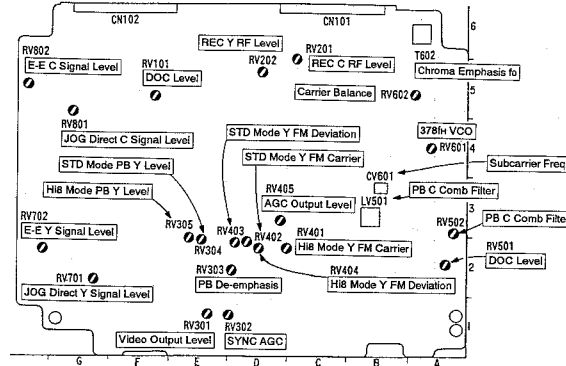 CN102
CN101
6
RV802
E-E C Signal Level
RV101
DOC Level
REC Y RF Level
RV202
RV201
REC C RF Level
T602
Chroma Emphasis fo
Carrier Balance
RV602
5
RV801
JOG Direct C Signal Level
STD Mode Y FM Deviation
378fH VCO
RV601
4
STD Mode PB Y Level
STD Mode Y FM Carrier
CV601
Subcarrier Freq
Hi8 Mode PB Y Level
RV405
AGC Output Level
LV501
PB C Comb Filter
3
RV702
E-E Y Signal Level
RV305
RV304
RV403
RV402
RV401
Hi8 Mode Y FM Carrier
RV502
PB C Comb Filte
RV501
DOC Level
RV303
PB De-emphasis
RV404
Hi8 Mode Y FM Deviation
2
RV701
JOG Direct Y Signal Level
RV301
Video Output Level
RV302
SYNC AGC
1
G
F
E
D
C
B
A